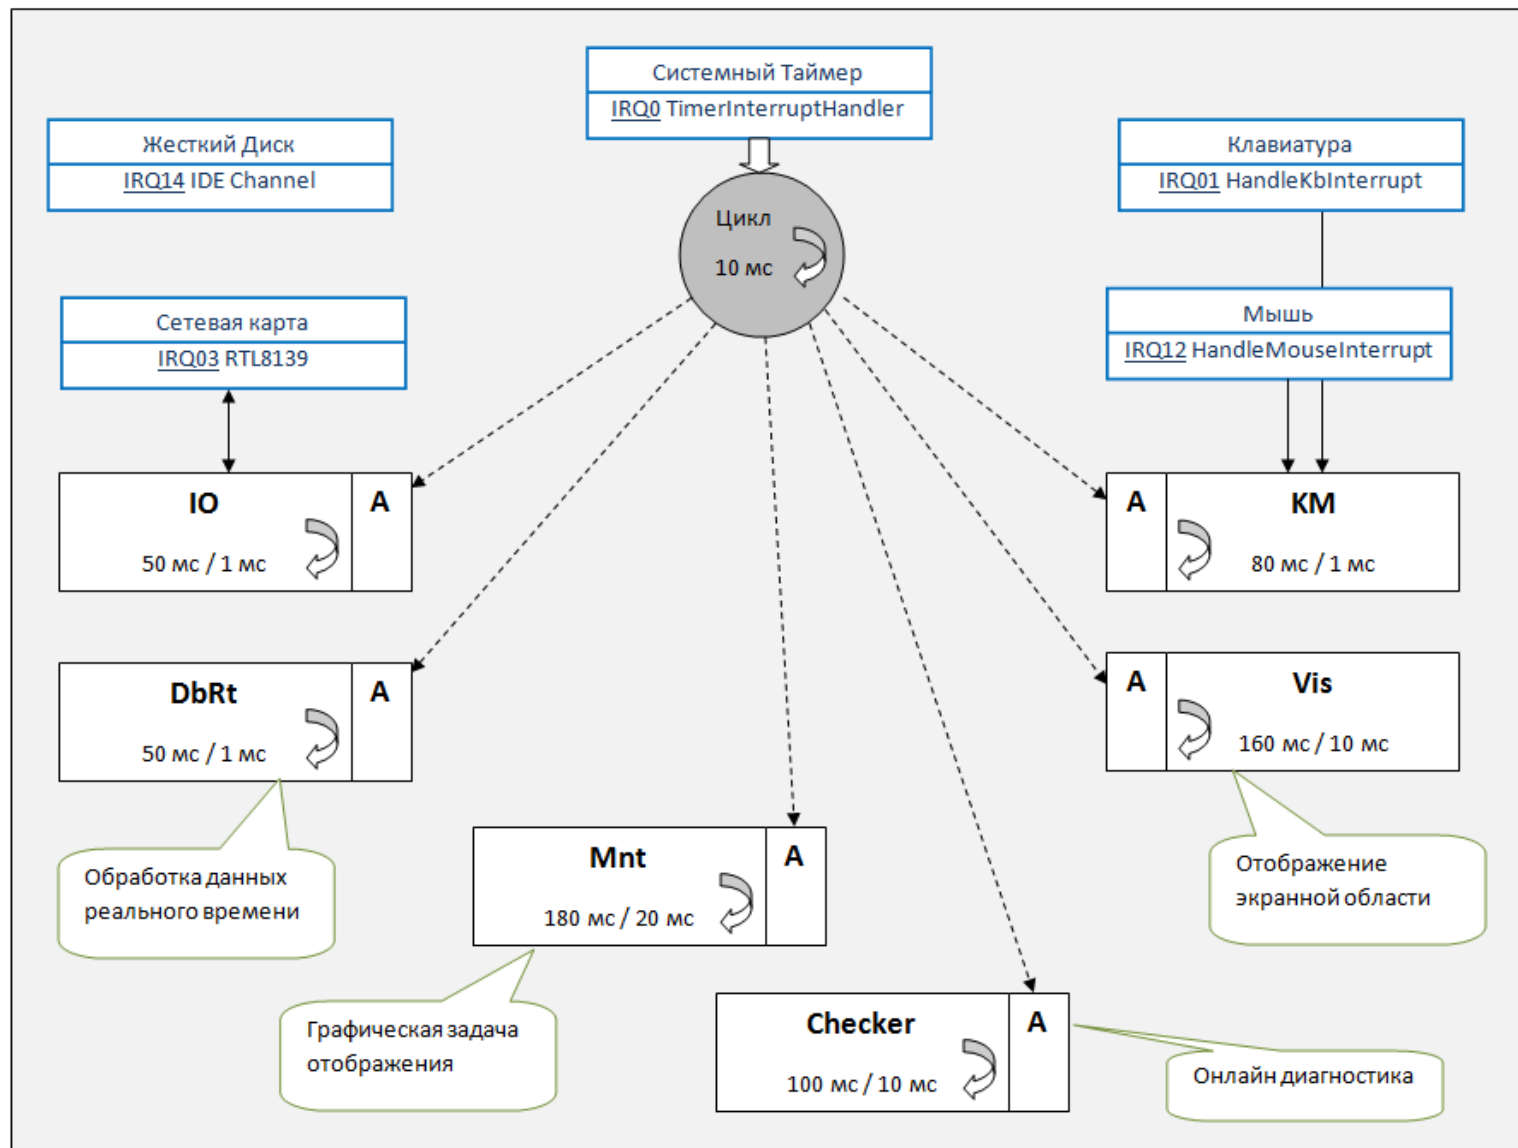 Системный Таймер
IRQ0 TimerInterruptHandler
Жесткий Диск
IRQ14 IDE Channel
Клавиатура
IRQ01 HandleKbInterrupt
Цикл
10 мс
Сетевая карта
IRQ03 RTL8139
Мышь
IRQ12 HandleMouseInterrupt
IO
A
50 мс / 1 мс
A
KM
80 мс / 1 мс
DbRt
A
50 мс / 1 мс
A
Vis
160 мс / 10 мс
Обработка данных
реального времени
Mnt
A
180 мс / 20 мс
Отображение
экранной области
Графическая задача
отображения
Checker
A
100 мс / 10 мс
Онлайн диагностика